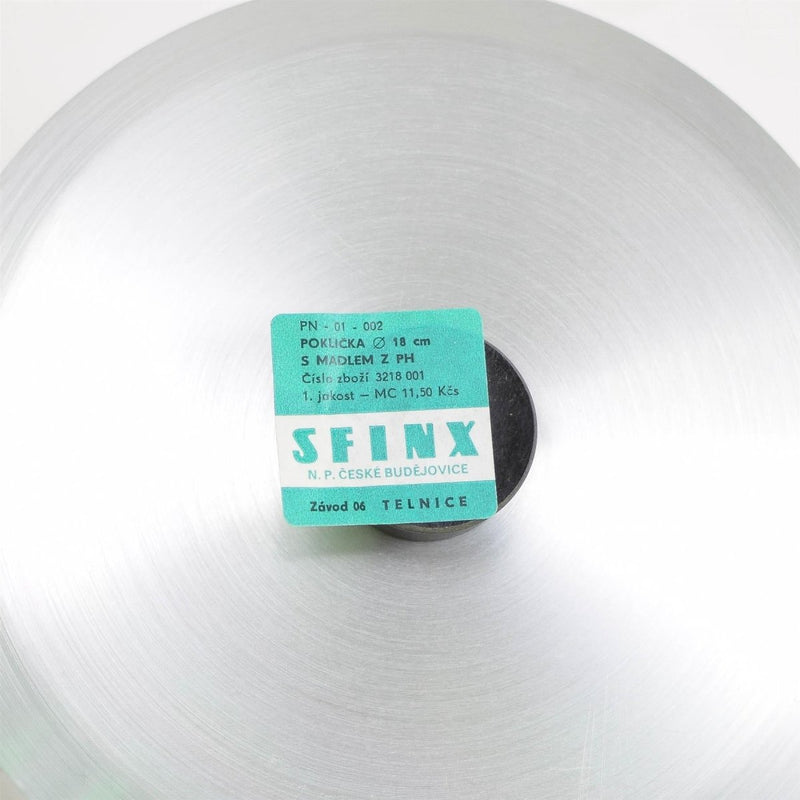 PN - 01 - 002
POKLIČKA ∅ 18 cm
S MADLEM Z PH
Číslo zboží 3218 001
1. jakost – MC 11,50 Kčs
SFINX
N. P. ČESKÉ BUDĚJOVICE
Závod 06 TELNICE